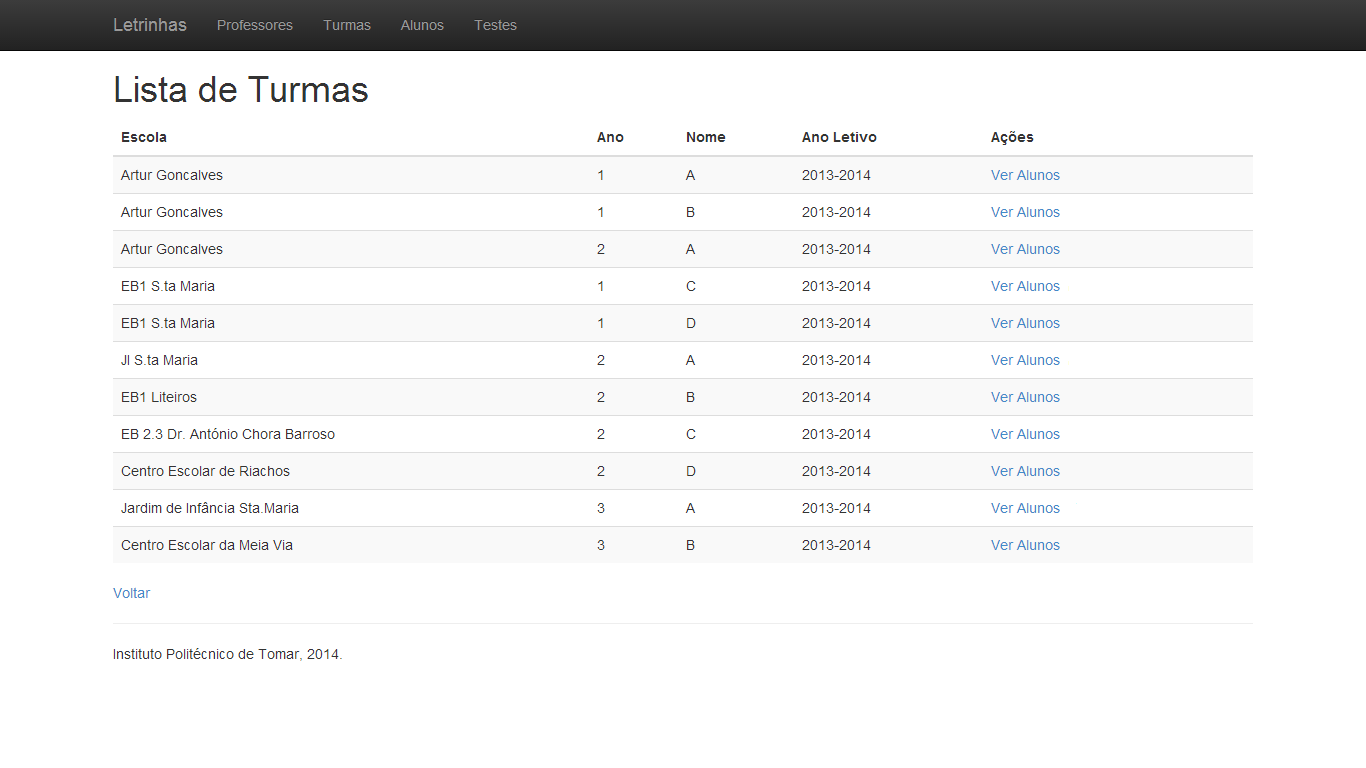 Letrinhas Professores Turmas Alunos Testes
Lista de Turmas
Escola Ano Nome Ano Letivo Ações
Artur Goncalves 1 A 2013-2014 Ver Alunos
Artur Goncalves 1 B 2013-2014 Ver Alunos
Artur Goncalves 2 A 2013-2014 Ver Alunos
EB1 S.ta Maria 1 C 2013-2014 Ver Alunos
EB1 S.ta Maria 1 D 2013-2014 Ver Alunos
JI S.ta Maria 2 A 2013-2014 Ver Alunos
EB1 Liteiros 2 B 2013-2014 Ver Alunos
EB 2.3 Dr. António Chora Barroso 2 C 2013-2014 Ver Alunos
Centro Escolar de Riachos 2 D 2013-2014 Ver Alunos
Jardim de Infância Sta.Maria 3 A 2013-2014 Ver Alunos
Centro Escolar da Meia Via 3 B 2013-2014 Ver Alunos
Voltar
Instituto Politécnico de Tomar, 2014.